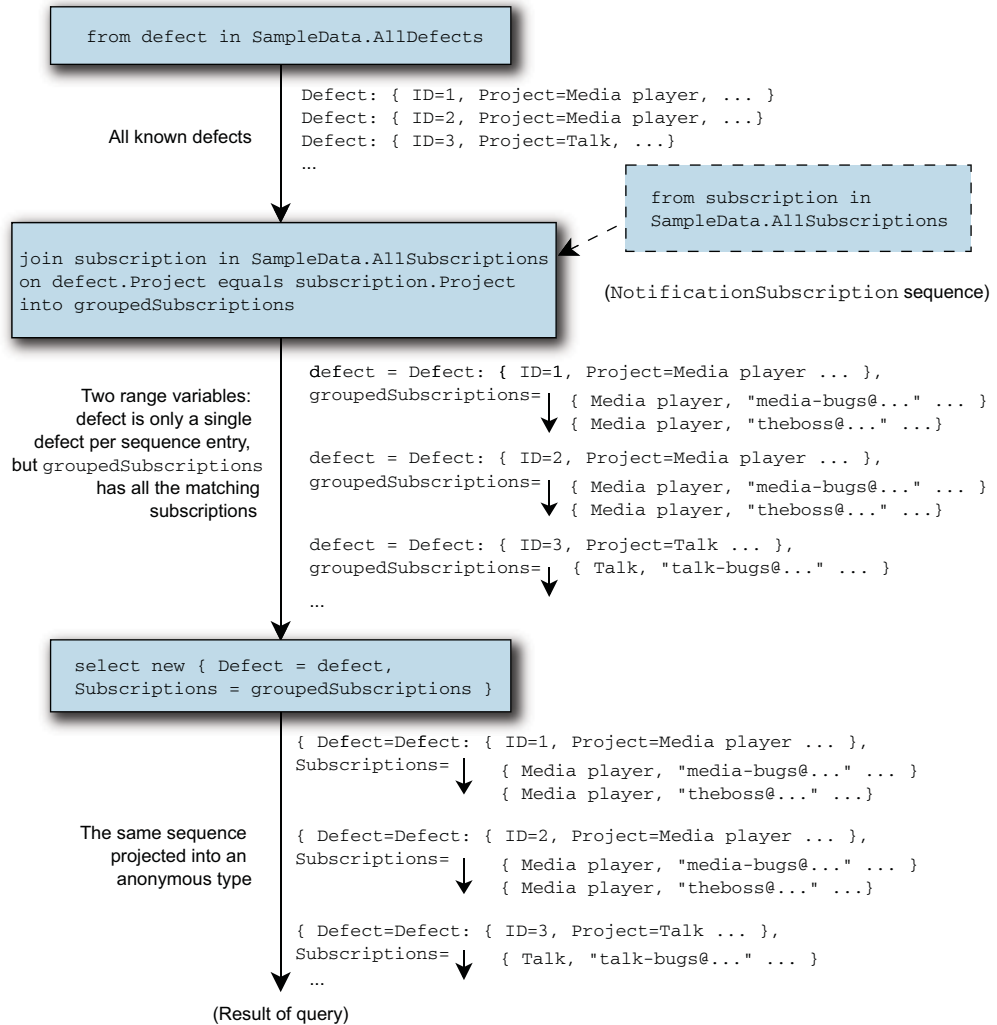 from defect in SampleData.AllDefects
Defect: { ID=1, Project=Media player, ... }
Defect: { ID=2, Project=Media player, ...}
Defect: { ID=3, Project=Talk, ...}
...
All known defects
from subscription in
SampleData.AllSubscriptions
(NotificationSubscription sequence)
join subscription in SampleData.AllSubscriptions
on defect.Project equals subscription.Project
into groupedSubscriptions
Two range variables:
defect is only a single
defect per sequence entry,
but groupedSubscriptions
has all the matching
subscriptions
defect = Defect: { ID=1, Project=Media player ... },
groupedSubscriptions= { Media player, "media-bugs@..." ... }
{ Media player, "theboss@..." ...}
defect = Defect: { ID=2, Project=Media player ... },
groupedSubscriptions= { Media player, "media-bugs@..." ... }
{ Media player, "theboss@..." ...}
defect = Defect: { ID=3, Project=Talk ... },
groupedSubscriptions= { Talk, "talk-bugs@..." ... }
...
select new { Defect = defect,
Subscriptions = groupedSubscriptions }
The same sequence
projected into an
anonymous type
{ Defect=Defect: { ID=1, Project=Media player ... },
Subscriptions= { Media player, "media-bugs@..." ... }
{ Media player, "theboss@..." ...}
{ Defect=Defect: { ID=2, Project=Media player ... },
Subscriptions= { Media player, "media-bugs@..." ... }
{ Media player, "theboss@..." ...}
{ Defect=Defect: { ID=3, Project=Talk ... },
Subscriptions= { Talk, "talk-bugs@..." ... }
...
(Result of query)